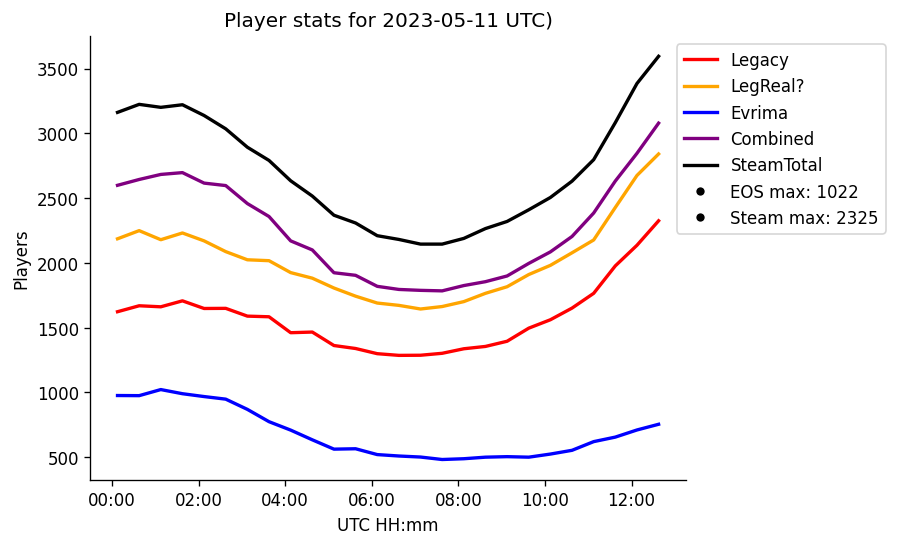 Player stats for 2023-05-11 UTC)
3500
3000
2500
2000
1500
1000
500
Players
00:00 02:00 04:00 06:00 08:00 10:00 12:00
UTC HH:mm
Legacy
LegReal?
Evrima
Combined
SteamTotal
EOS max: 1022
Steam max: 2325